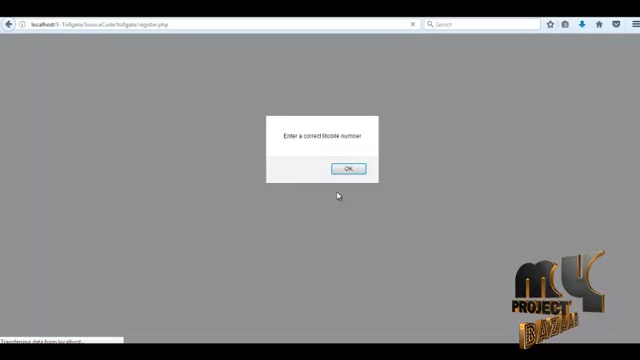 localhost/1-Tollgate/SourceCode/tollgate/register.php
Search
Enter a correct Mobile number
OK
MY
PROJECT
BAZAAR
Transferring data from localhost...